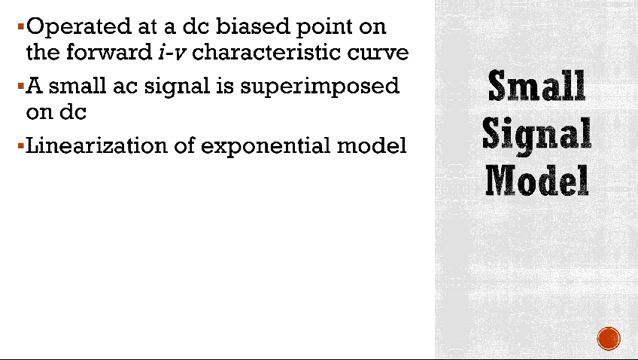 ▪Operated at a dc biased point on
the forward i-v characteristic curve
▪A small ac signal is superimposed
on dc
▪Linearization of exponential model
Small
Signal
Model